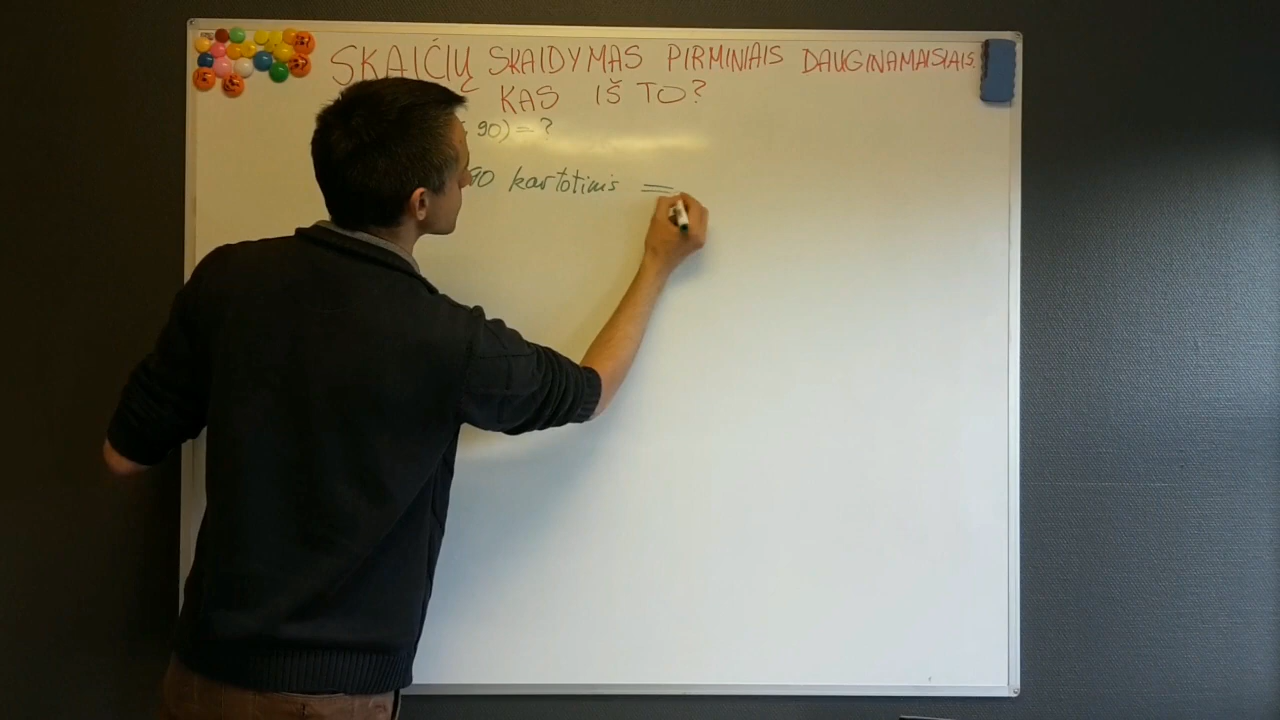 SKAIČIŲ SKAIDYMAS PIRMINIAIS DAUGINAMAISIAIS.
KAS IŠ TO?
90) = ?
90 kartotinis =